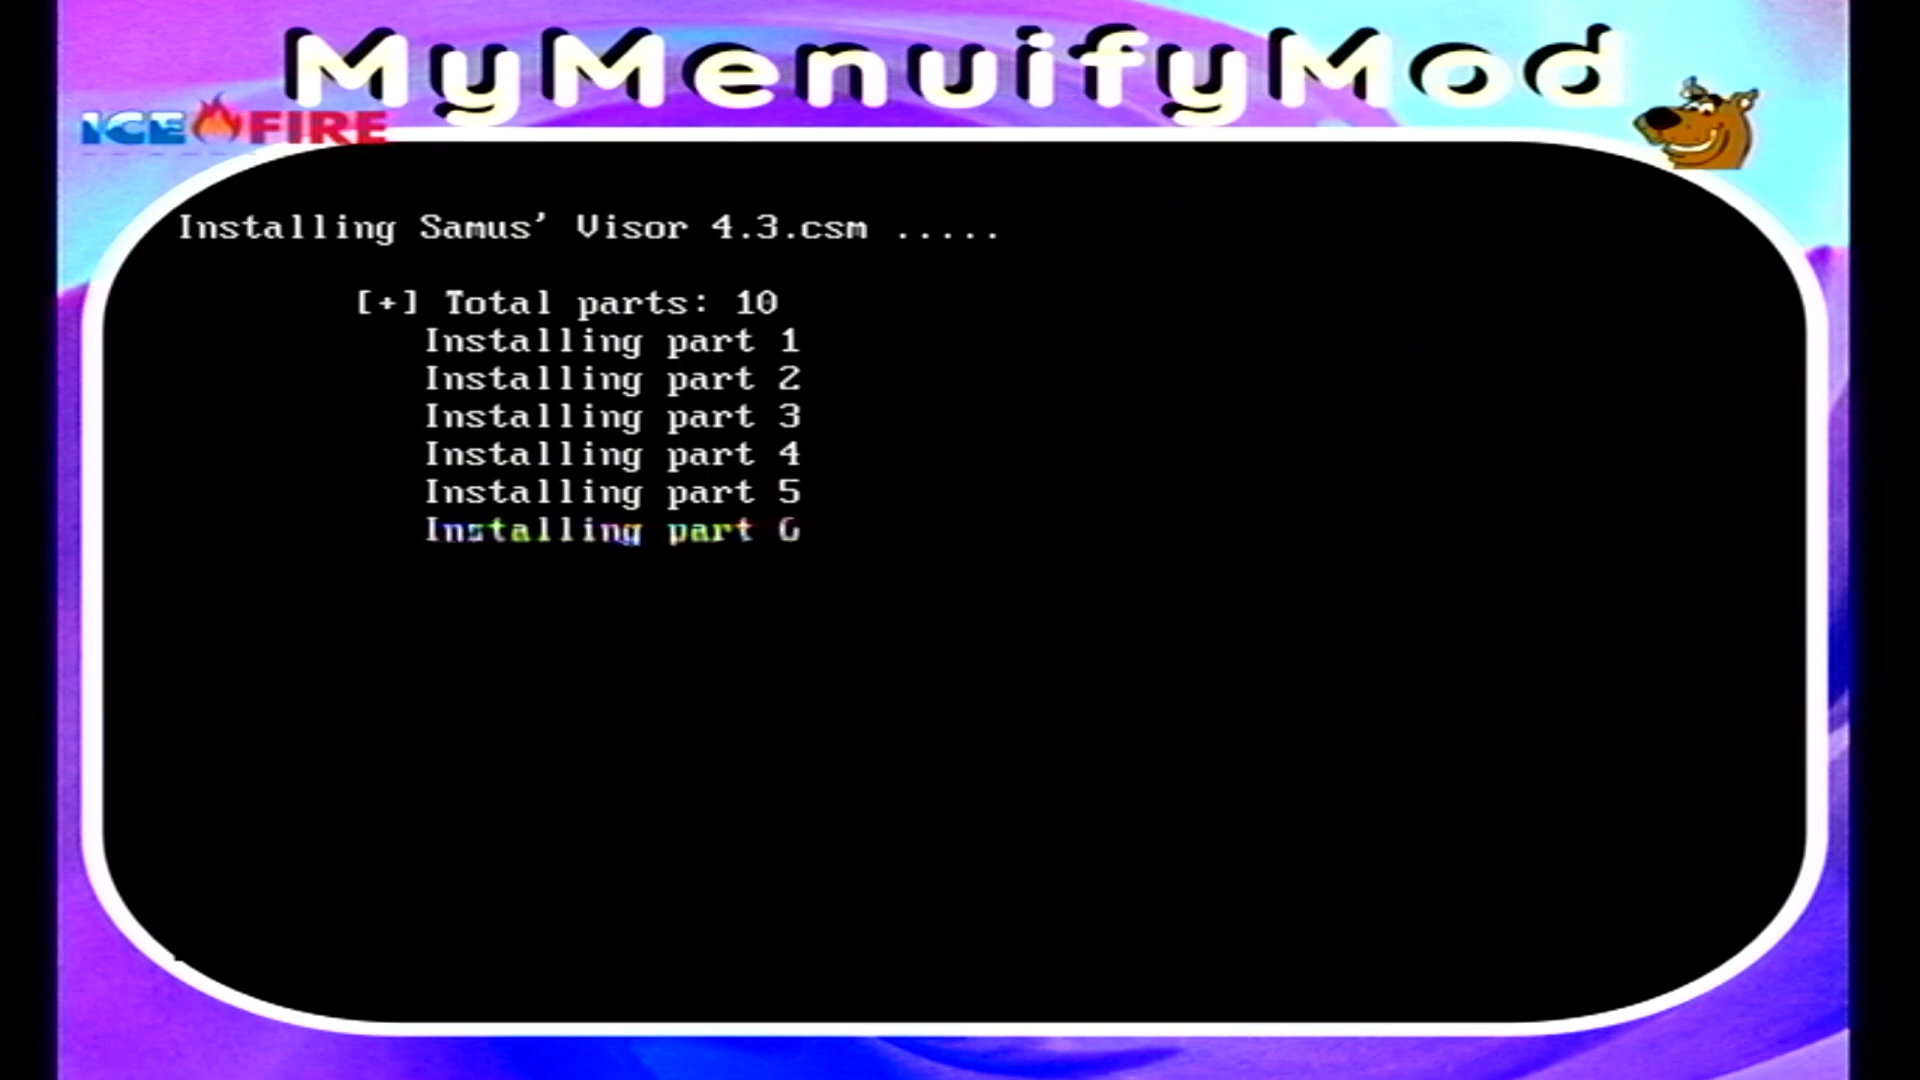 MyMenuifyMod
ICE FIRE
Installing Samus' Visor 4.3.csm .....
[+] Total parts: 10
Installing part 1
Installing part 2
Installing part 3
Installing part 4
Installing part 5
Installing part 6